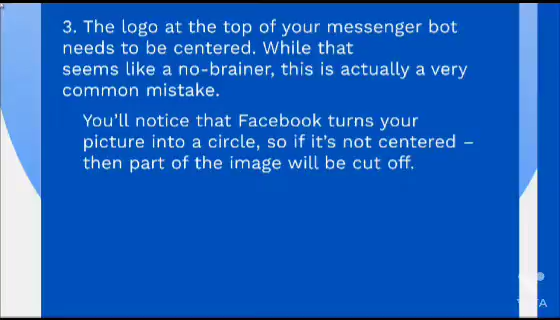 3. The logo at the top of your messenger bot
needs to be centered. While that
seems like a no-brainer, this is actually a very
common mistake.
You’ll notice that Facebook turns your
picture into a circle, so if it’s not centered –
then part of the image will be cut off.